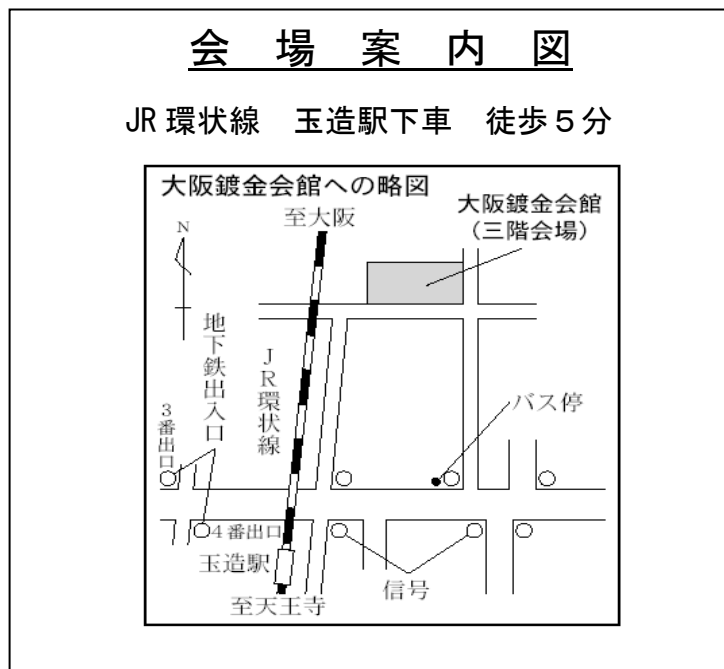 会　場　案　内　図
JR環状線　玉造駅下車　徒歩５分
大阪鍍金会館への略図
至大阪
大阪鍍金会館
（三階会場）
N
地下鉄出入口
JR環状線
３番出口
バス停
４番出口
玉造駅
信号
至天王寺